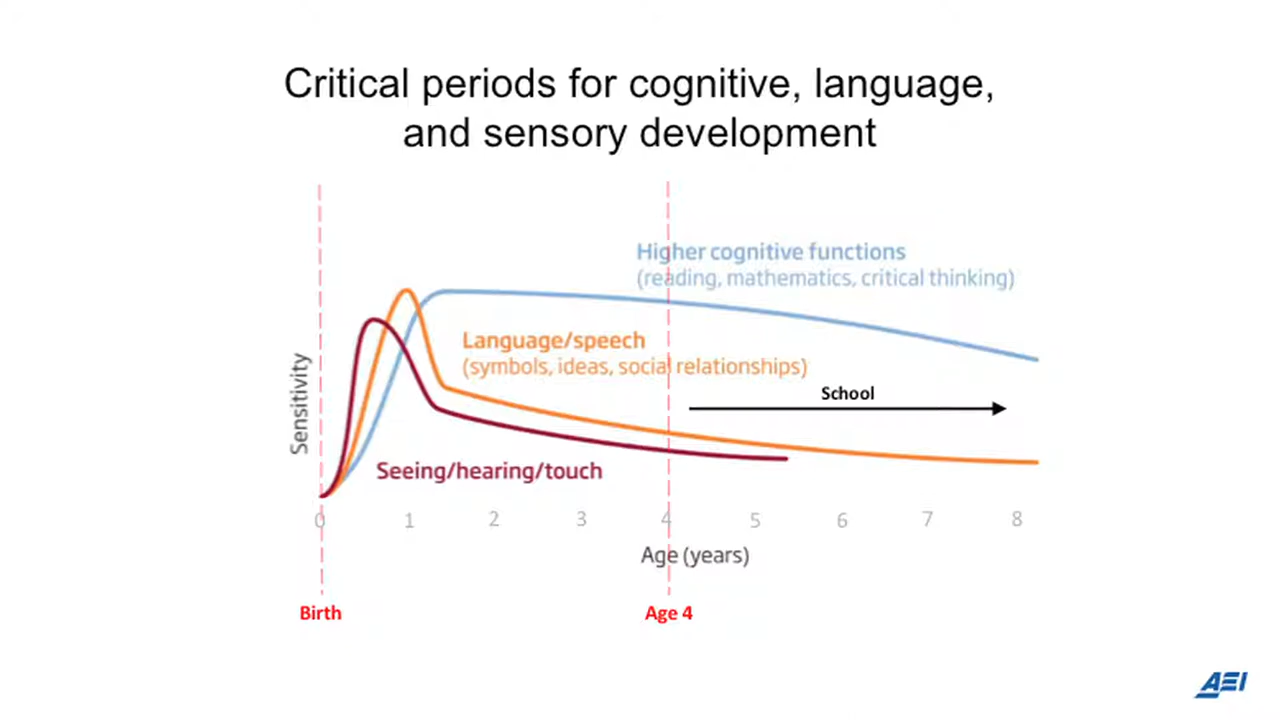 Critical periods for cognitive, language,
and sensory development
Higher cognitive functions
(reading, mathematics, critical thinking)
Language/speech
(symbols, ideas, social relationships)
School
Sensitivity
Seeing/hearing/touch
0 1 2 3 4 5 6 7 8
Age (years)
Birth
Age 4
AEI